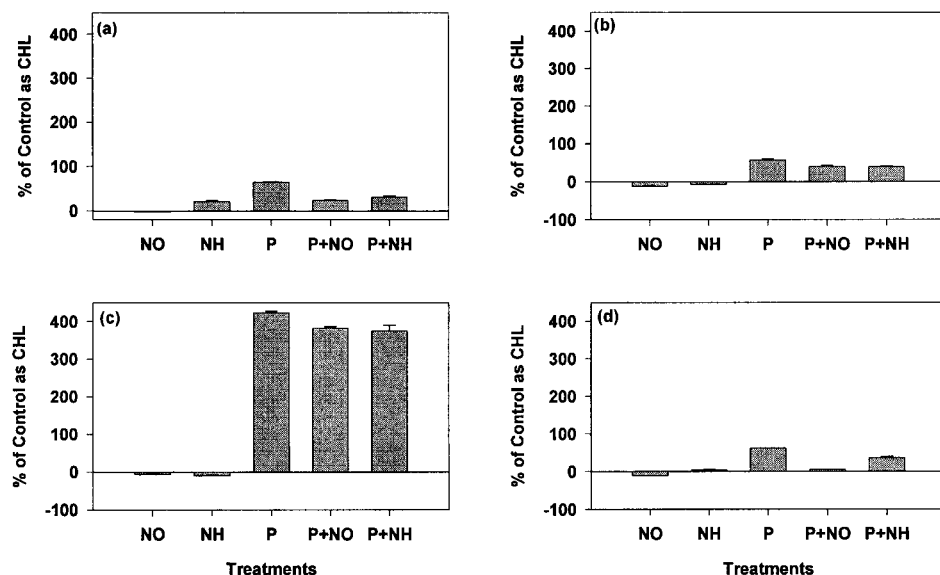 (a)
% of Control as CHL
400
300
200
100
0
NO NH P P+NO P+NH
(b)
% of Control as CHL
400
300
200
100
0
-100
NO NH P P+NO P+NH
(c)
% of Control as CHL
400
300
200
100
0
-100
NO NH P P+NO P+NH
Treatments
(d)
% of Control as CHL
400
300
200
100
0
-100
NO NH P P+NO P+NH
Treatments